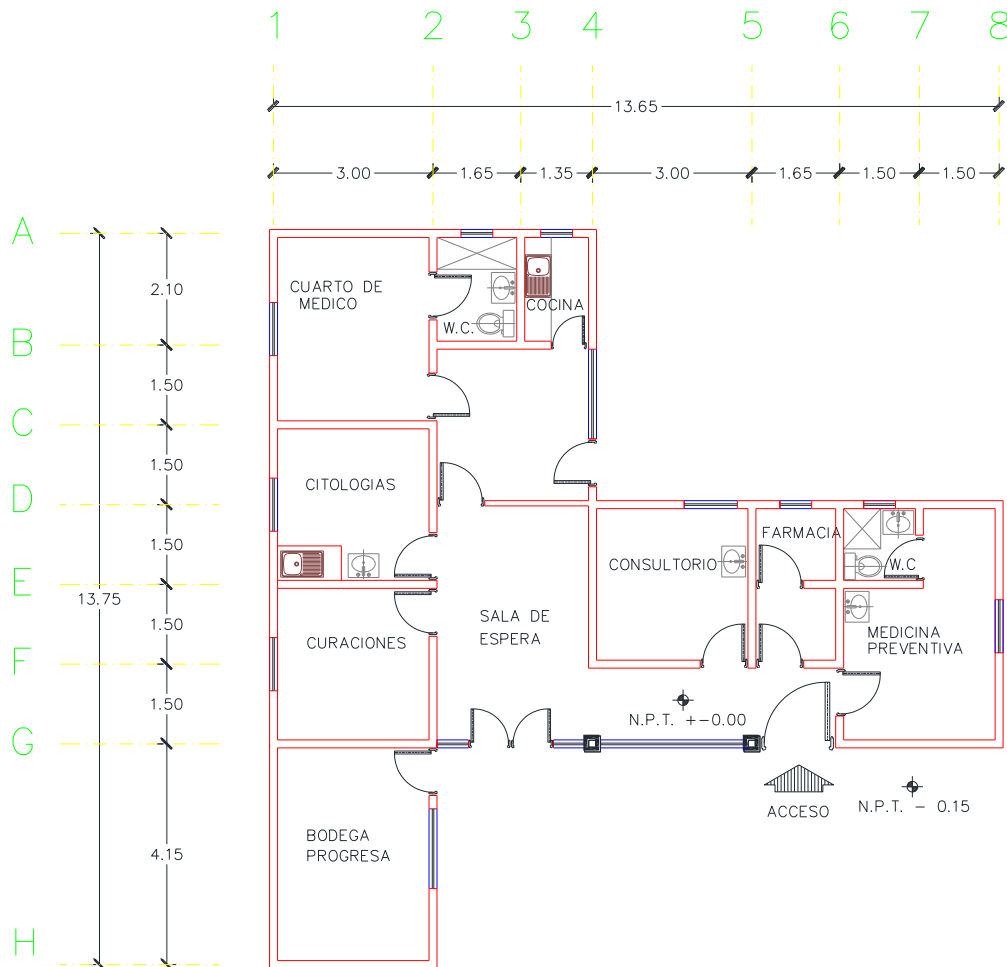 1 2 3 4 5 6 7 8
13.65
3.00 1.65 1.35 3.00 1.65 1.50 1.50
A
2.10
CUARTO DE
MEDICO
COCINA
W.C.
B
1.50
C
1.50
CITOLOGIAS
D
FARMACIA
1.50
CONSULTORIO
W.C
E
13.75
SALA DE
ESPERA
1.50
CURACIONES
MEDICINA
PREVENTIVA
F
1.50
N.P.T. +-0.00
G
ACCESO
N.P.T. - 0.15
BODEGA
PROGRESA
4.15
H